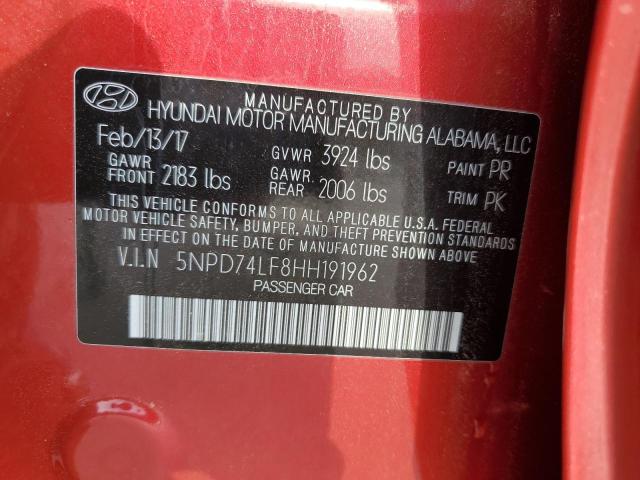 MANUFACTURED BY
HYUNDAI MOTOR MANUFACTURING ALABAMA, LLC
Feb/13/17 GVWR 3924 lbs PAINT PR
GAWR FRONT 2183 lbs GAWR. REAR 2006 lbs TRIM PK
THIS VEHICLE CONFORMS TO ALL APPLICABLE U.S.A. FEDERAL
MOTOR VEHICLE SAFETY, BUMPER, AND THEFT PREVENTION STANDARDS
IN EFFECT ON THE DATE OF MANUFACTURE SHOWN ABOVE.
V.I.N 5NPD74LF8HH191962
PASSENGER CAR